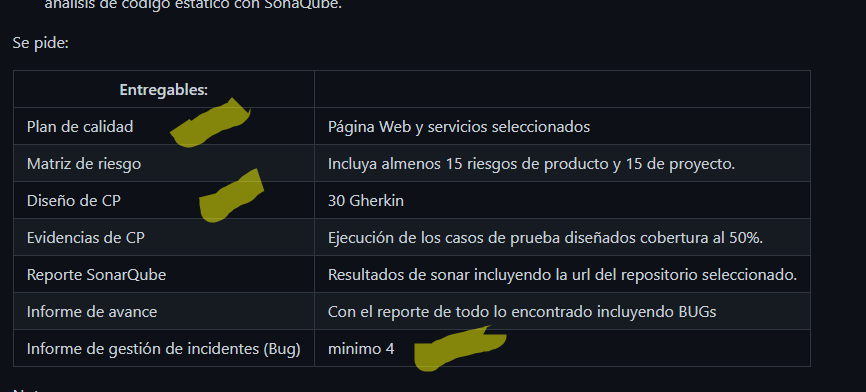 análisis de código estático con SonaQube.
Se pide:
Entregables:
Plan de calidad Página Web y servicios seleccionados
Matriz de riesgo Incluya almenos 15 riesgos de producto y 15 de proyecto.
Diseño de CP 30 Gherkin
Evidencias de CP Ejecución de los casos de prueba diseñados cobertura al 50%.
Reporte SonarQube Resultados de sonar incluyendo la url del repositorio seleccionado.
Informe de avance Con el reporte de todo lo encontrado incluyendo BUGs
Informe de gestión de incidentes (Bug) minimo 4